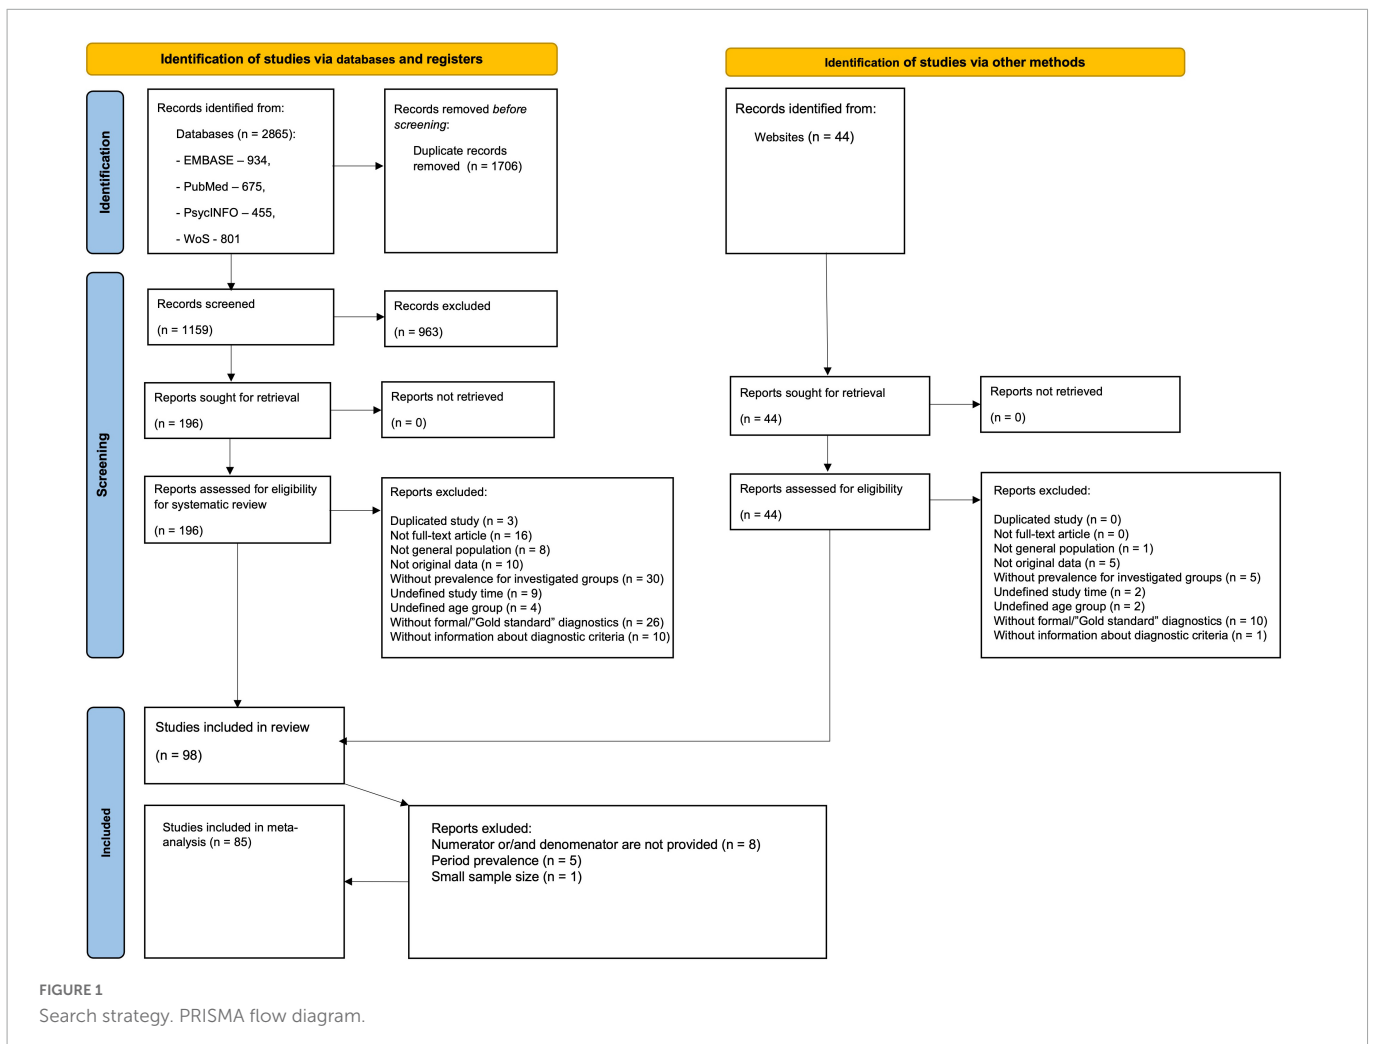 Identification of studies via databases and registers
Identification of studies via other methods
Identification
Records identified from:
Databases (n = 2865):
- EMBASE – 934,
- PubMed – 675,
- PsycINFO – 455,
- WoS - 801
Records removed before
screening:
Duplicate records
removed (n = 1706)
Records identified from:
Websites (n = 44)
Screening
Records screened
(n = 1159)
Records excluded
(n = 963)
Reports sought for retrieval
(n = 196)
Reports not retrieved
(n = 0)
Reports sought for retrieval
(n = 44)
Reports not retrieved
(n = 0)
Reports assessed for eligibility
for systematic review
(n = 196)
Reports excluded:
Duplicated study (n = 3)
Not full-text article (n = 16)
Not general population (n = 8)
Not original data (n = 10)
Without prevalence for investigated groups (n = 30)
Undefined study time (n = 9)
Undefined age group (n = 4)
Without formal/”Gold standard” diagnostics (n = 26)
Without information about diagnostic criteria (n = 10)
Reports assessed for eligibility
(n = 44)
Reports excluded:
Duplicated study (n = 0)
Not full-text article (n = 0)
Not general population (n = 1)
Not original data (n = 5)
Without prevalence for investigated groups (n = 5)
Undefined study time (n = 2)
Undefined age group (n = 2)
Without formal/”Gold standard” diagnostics (n = 10)
Without information about diagnostic criteria (n = 1)
Included
Studies included in review
(n = 98)
Studies included in meta-
analysis (n = 85)
Reports exluded:
Numerator or/and denomenator are not provided (n = 8)
Period prevalence (n = 5)
Small sample size (n = 1)
FIGURE 1
Search strategy. PRISMA flow diagram.